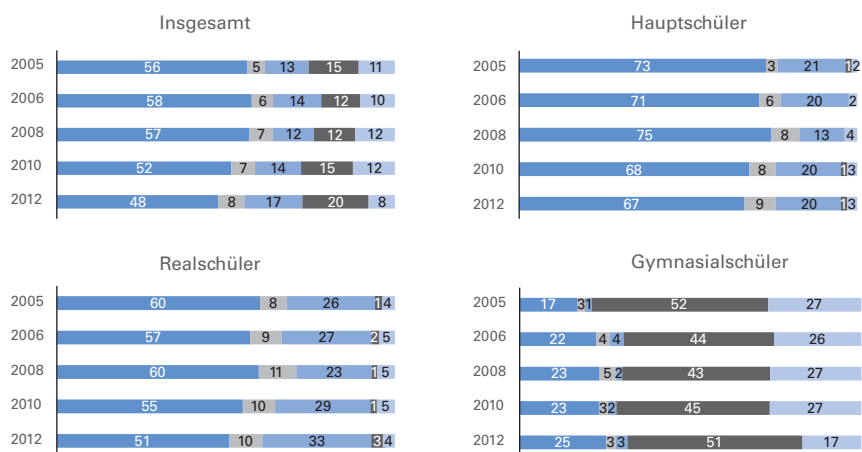 Insgesamt
2005 56 5 13 15 11
2006 58 6 14 12 10
2008 57 7 12 12 12
2010 52 7 14 15 12
2012 48 8 17 20 8
Hauptschüler
2005 73 3 21 1 2
2006 71 6 20 2
2008 75 8 13 4
2010 68 8 20 1 3
2012 67 9 20 1 3
Realschüler
2005 60 8 26 1 4
2006 57 9 27 2 5
2008 60 11 23 1 5
2010 55 10 29 1 5
2012 51 10 33 3 4
Gymnasialschüler
2005 17 3 1 52 27
2006 22 4 4 44 26
2008 23 5 2 43 27
2010 23 3 2 45 27
2012 25 3 3 51 17